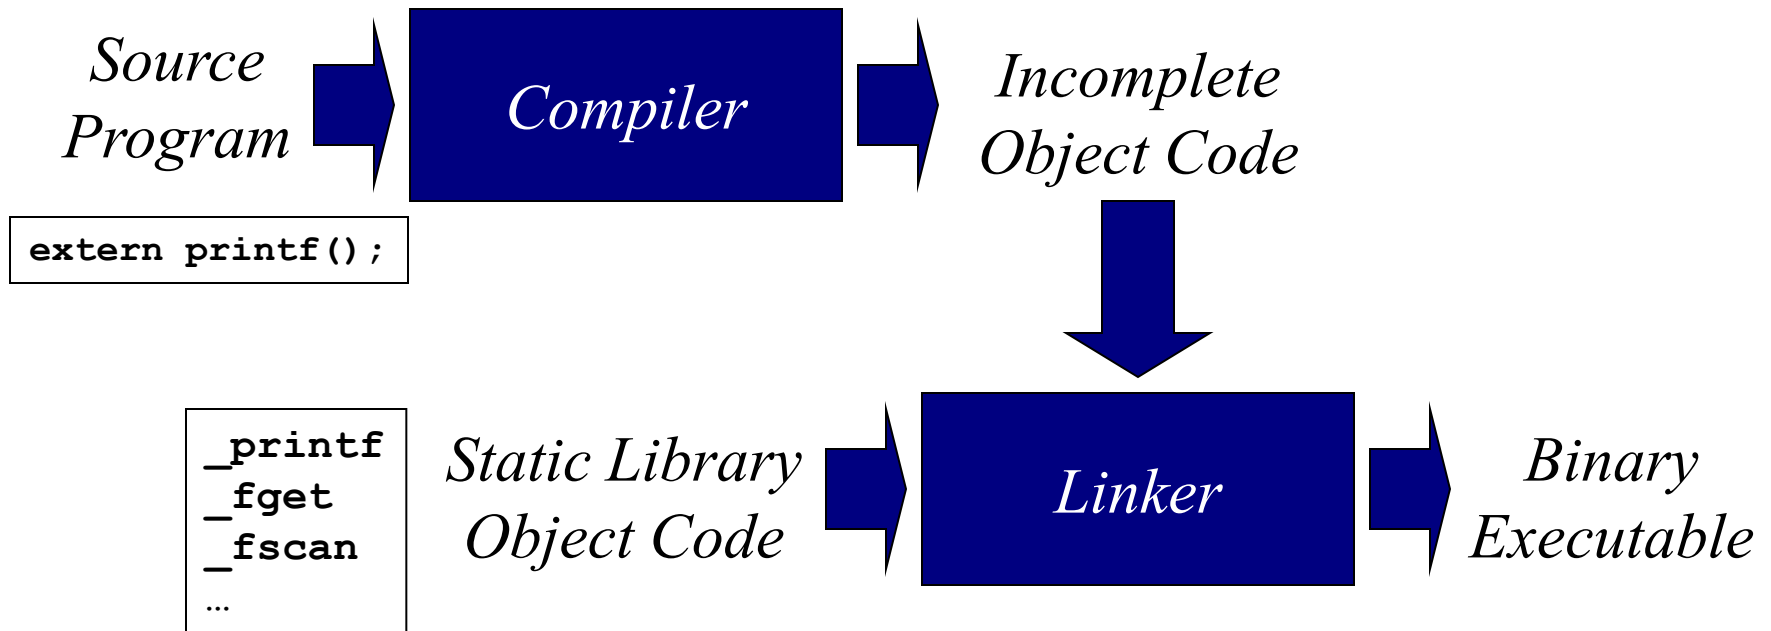 Source
Program
Compiler
Incomplete
Object Code
extern printf();
_printf
_fget
_fscan
…
Static Library
Object Code
Linker
Binary
Executable